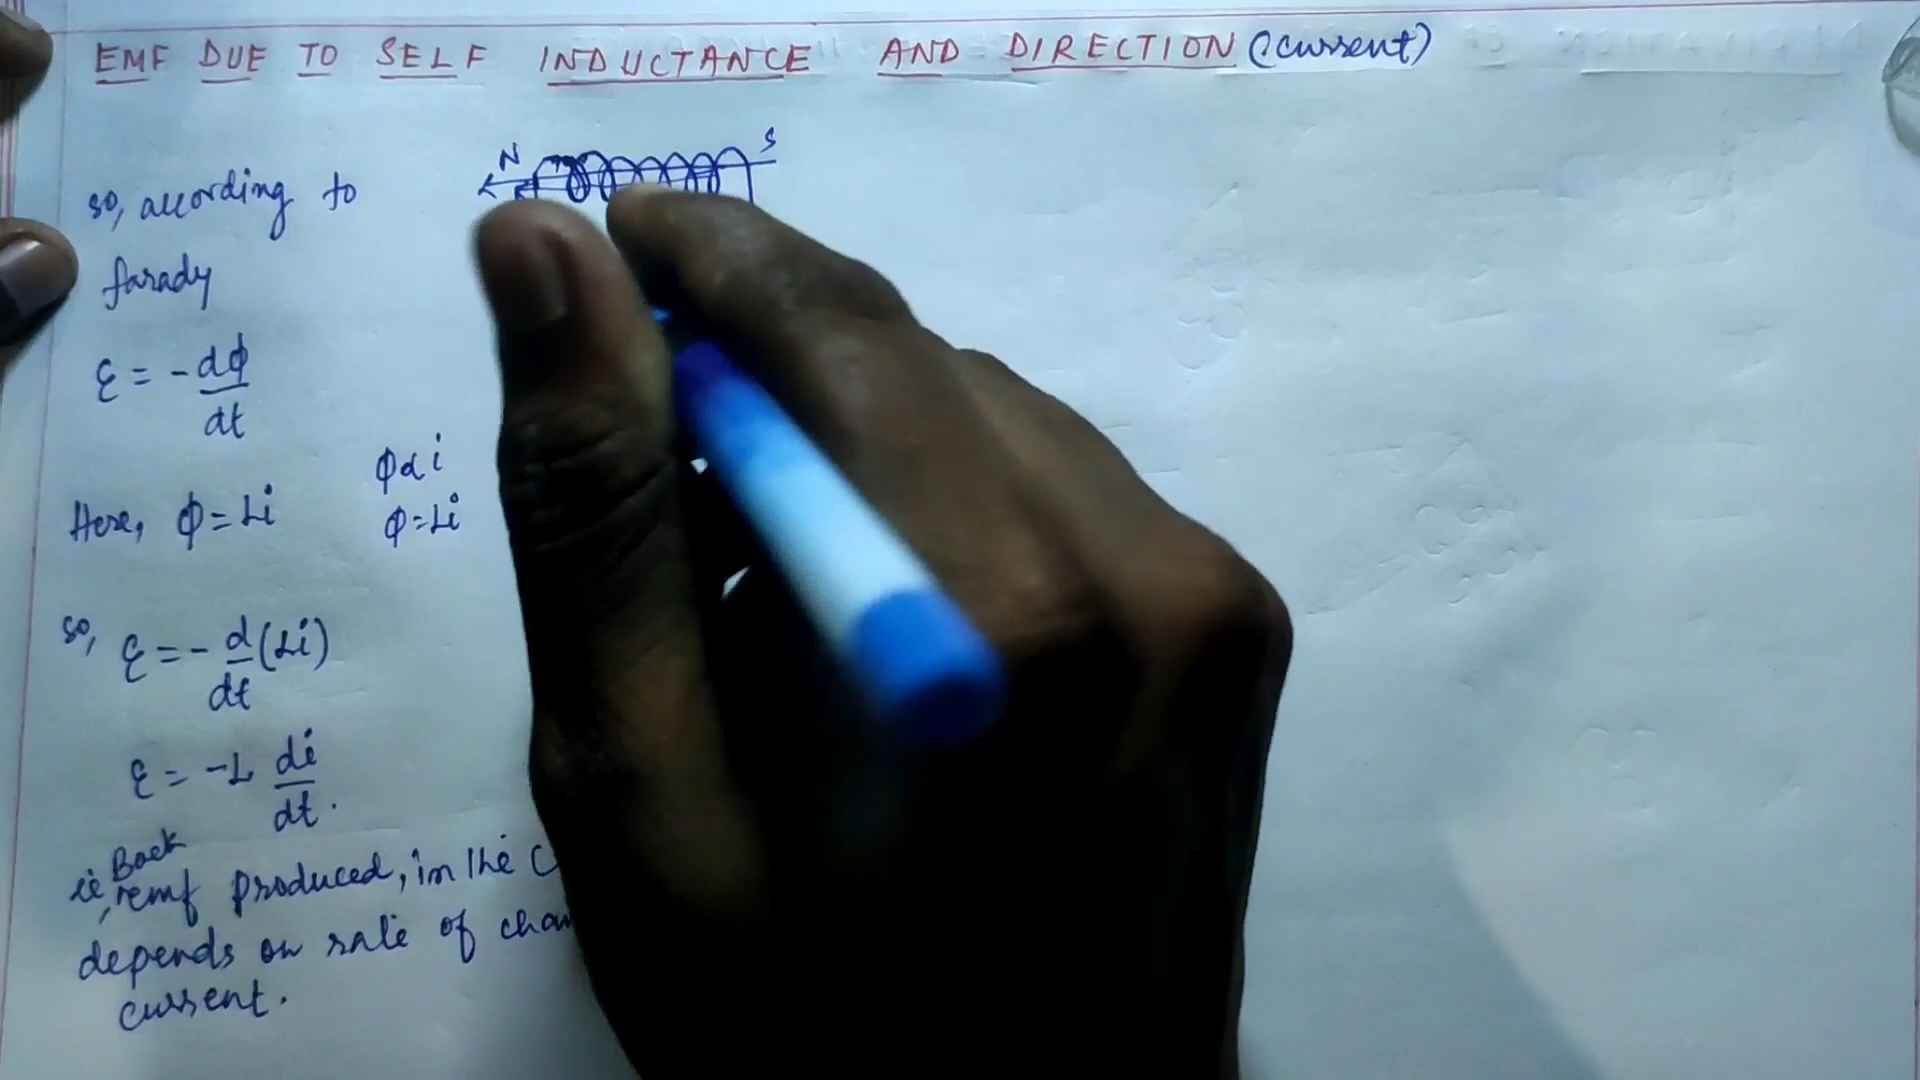 EMF DUE TO SELF INDUCTANCE AND DIRECTION (current)
N S
so, according to
farady
ε = - dϕ/dt
ϕ α i
Here, ϕ = Li
ϕ = Li
so, ε = - d/dt (Li)
ε = -L di/dt.
Back
ie, emf produced, in the
depends on rate of
current.